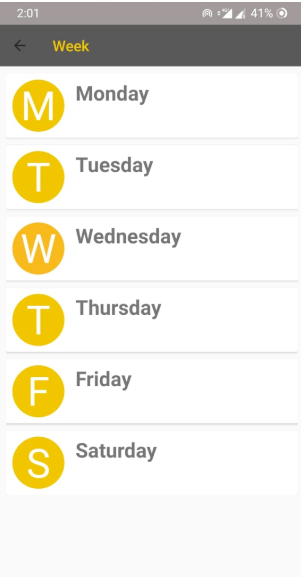 2:01 41%
Week
M Monday
T Tuesday
W Wednesday
T Thursday
F Friday
S Saturday